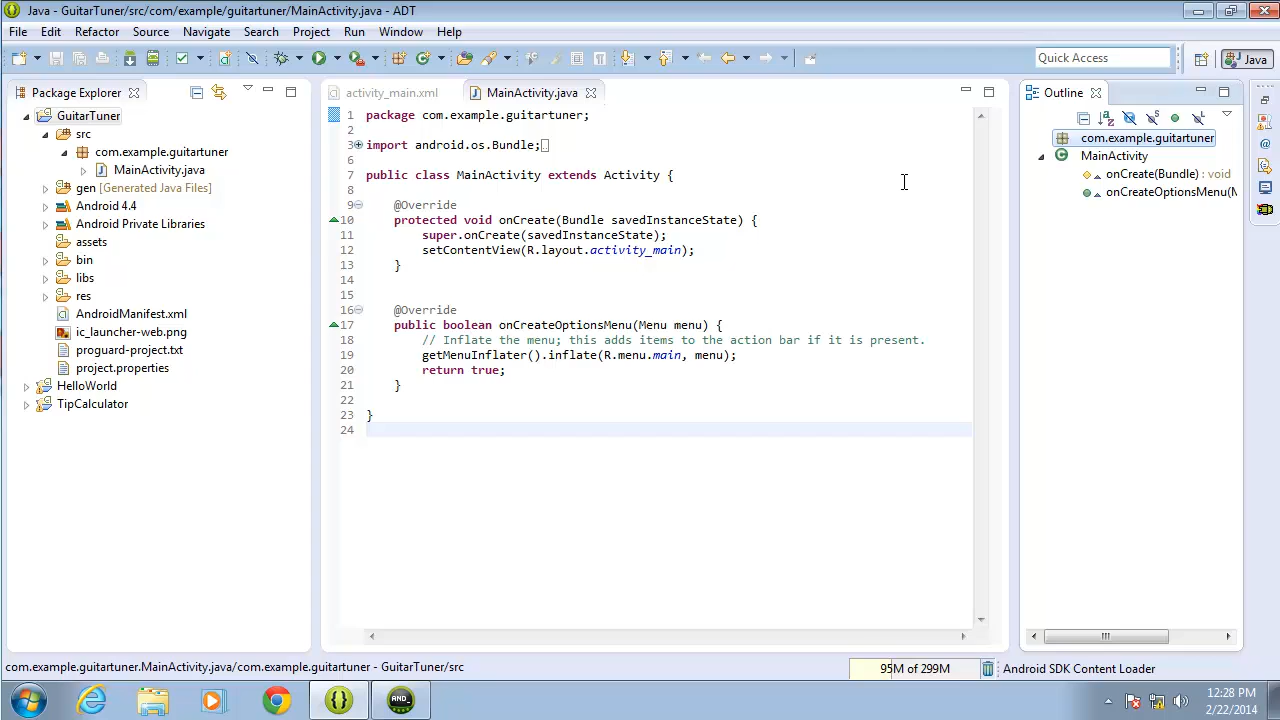 Java - GuitarTuner/src/com/example/guitartuner/MainActivity.java - ADT
File Edit Refactor Source Navigate Search Project Run Window Help
Quick Access
Java
Package Explorer
GuitarTuner
src
com.example.guitartuner
MainActivity.java
gen [Generated Java Files]
Android 4.4
Android Private Libraries
assets
bin
libs
res
AndroidManifest.xml
ic_launcher-web.png
proguard-project.txt
project.properties
HelloWorld
TipCalculator
activity_main.xml MainActivity.java
1 package com.example.guitartuner;
2
3 import android.os.Bundle;
6
7 public class MainActivity extends Activity {
8
9 @Override
10 protected void onCreate(Bundle savedInstanceState) {
11 super.onCreate(savedInstanceState);
12 setContentView(R.layout.activity_main);
13 }
14
15
16 @Override
17 public boolean onCreateOptionsMenu(Menu menu) {
18 // Inflate the menu; this adds items to the action bar if it is present.
19 getMenuInflater().inflate(R.menu.main, menu);
20 return true;
21 }
22
23 }
24
Outline
com.example.guitartuner
MainActivity
onCreate(Bundle) : void
onCreateOptionsMenu(M
com.example.guitartuner.MainActivity.java/com.example.guitartuner - GuitarTuner/src
95M of 299M
Android SDK Content Loader
AND
12:28 PM
2/22/2014